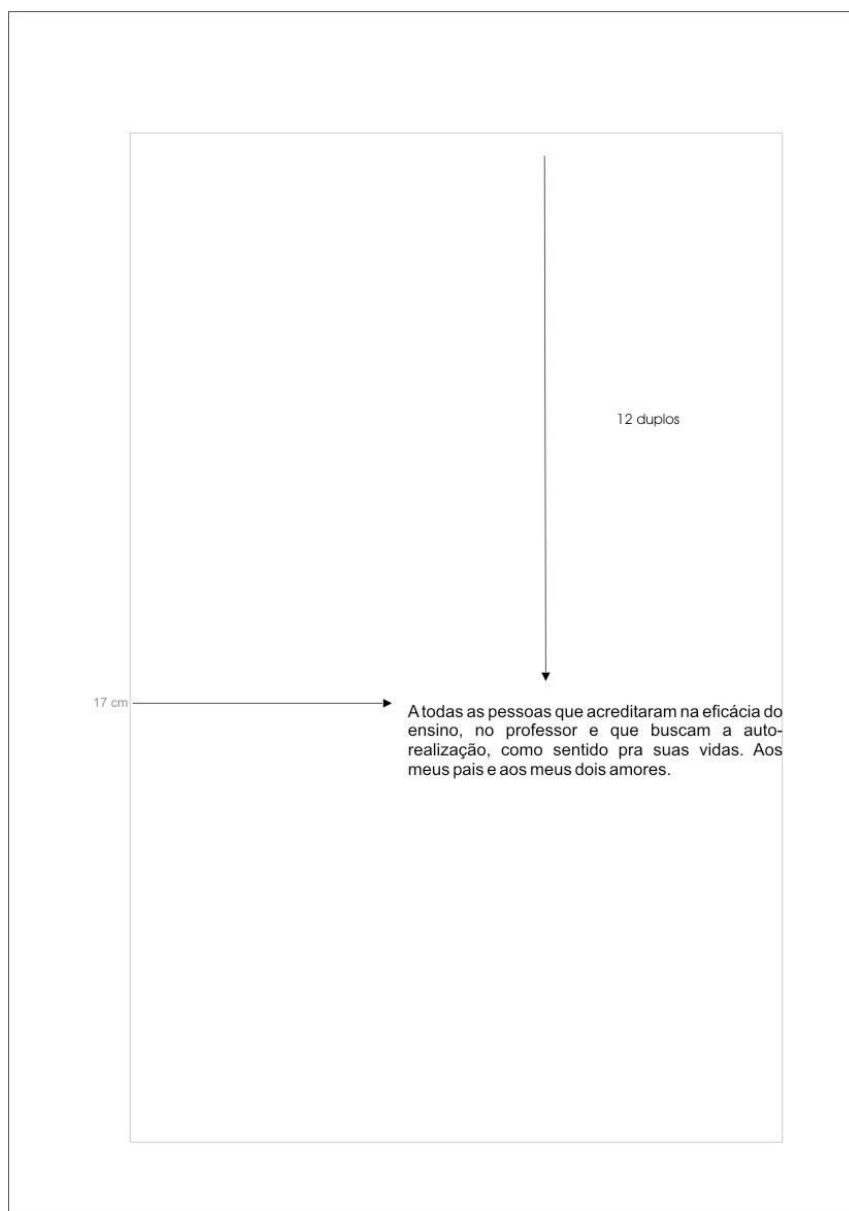 12 duplos
17 cm
A todas as pessoas que acreditaram na eficácia do
ensino, no professor e que buscam a auto-
realização, como sentido pra suas vidas. Aos
meus pais e aos meus dois amores.